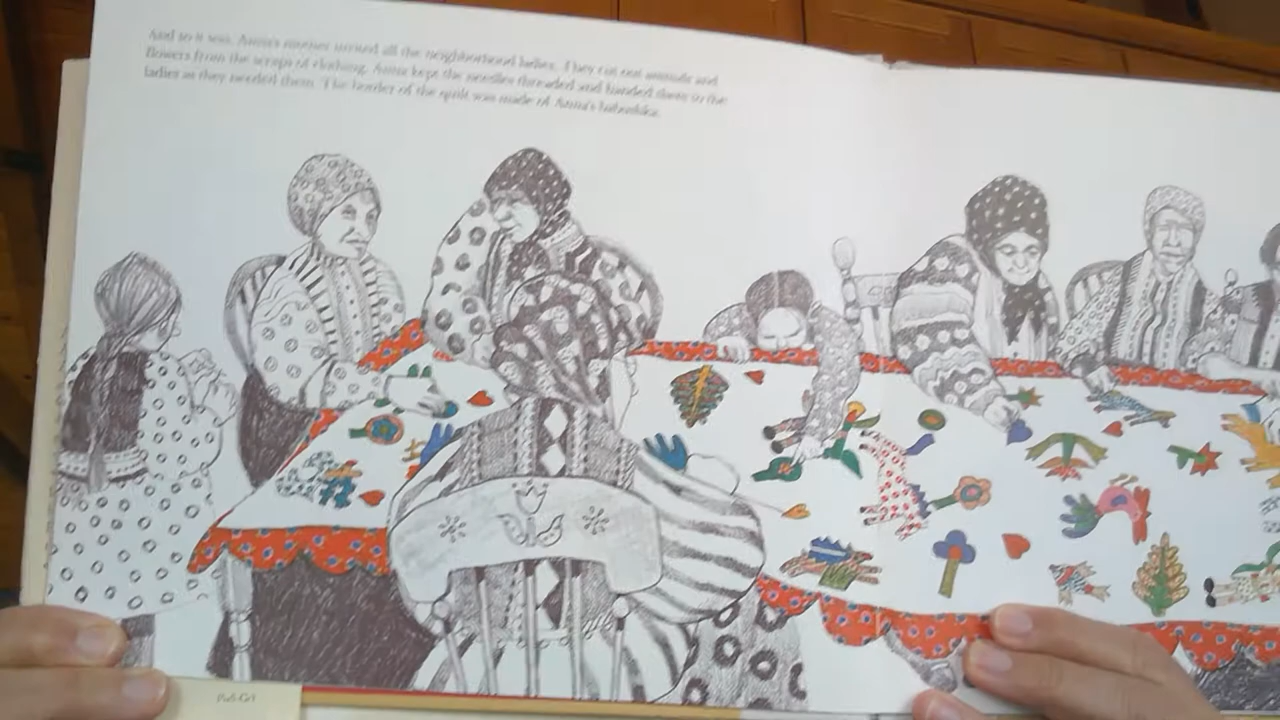 And so it was. Anna's mother invited all the neighborhood ladies. They cut out animals and
flowers from the scraps of clothing. Anna kept the needles threaded and handed them to the
ladies as they needed them. The border of the quilt was made of Anna's babushka.